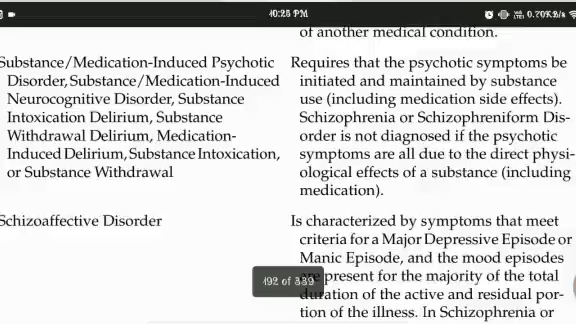 10:25 PM
0.70KB/s
of another medical condition.
Substance/Medication-Induced Psychotic
Disorder, Substance/Medication-Induced
Neurocognitive Disorder, Substance
Intoxication Delirium, Substance
Withdrawal Delirium, Medication-
Induced Delirium, Substance Intoxication,
or Substance Withdrawal
Requires that the psychotic symptoms be
initiated and maintained by substance
use (including medication side effects).
Schizophrenia or Schizophreniform Dis-
order is not diagnosed if the psychotic
symptoms are all due to the direct physi-
ological effects of a substance (including
medication).
Schizoaffective Disorder
Is characterized by symptoms that meet
criteria for a Major Depressive Episode or
Manic Episode, and the mood episodes
are present for the majority of the total
duration of the active and residual por-
tion of the illness. In Schizophrenia or
192 of 339